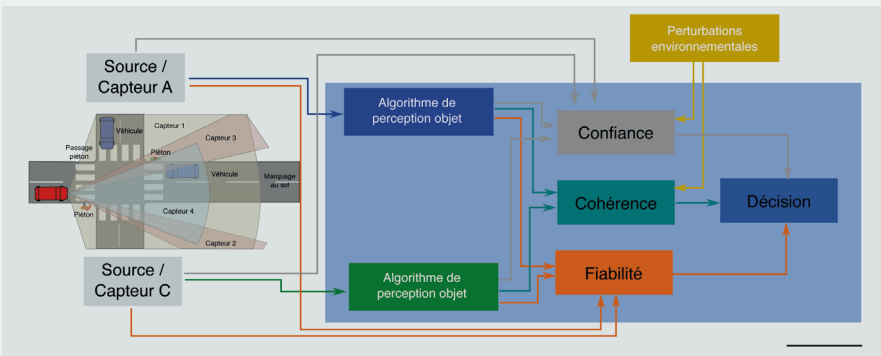 Perturbations
environnementales
Source /
Capteur A
Algorithme de
perception objet
Confiance
Capteur 1
Véhicule
Capteur 3
Passage
piéton
Piéton
Véhicule
Marquage
au sol
Piéton
Capteur 4
Capteur 2
Cohérence
Décision
Source /
Capteur C
Algorithme de
perception objet
Fiabilité